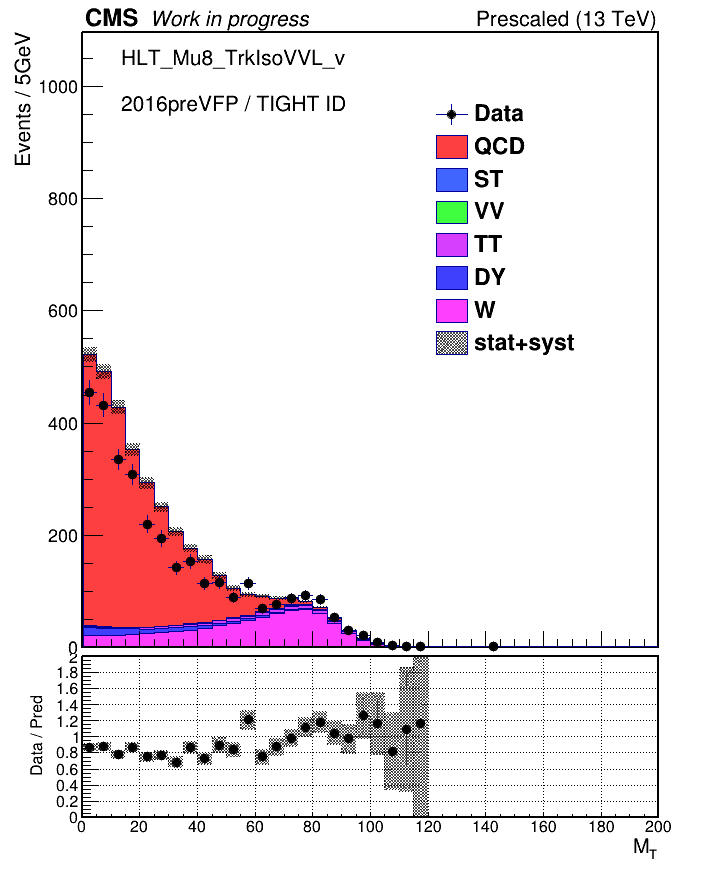 CMS Work in progress Prescaled (13 TeV)
Events / 5GeV
HLT_Mu8_TrkIsoVVL_v
2016preVFP / TIGHT ID
Data
QCD
ST
VV
TT
DY
W
stat+syst
1000
800
600
400
200
0
Data / Pred
2
1.8
1.6
1.4
1.2
1
0.8
0.6
0.4
0.2
0
0 20 40 60 80 100 120 140 160 180 200
M_T